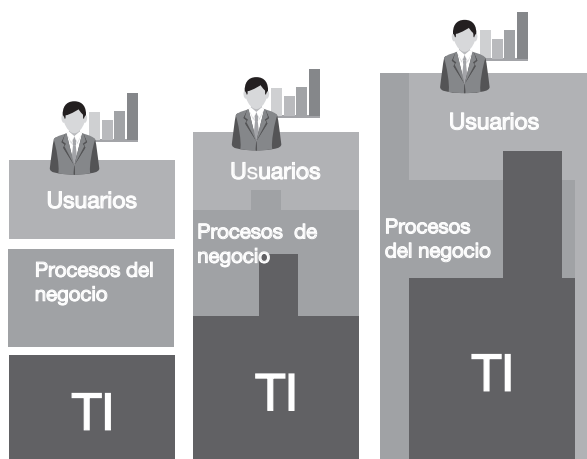 Usuarios
Procesos del
negocio
TI
Usuarios
Procesos de
negocio
TI
Usuarios
Procesos
del negocio
TI